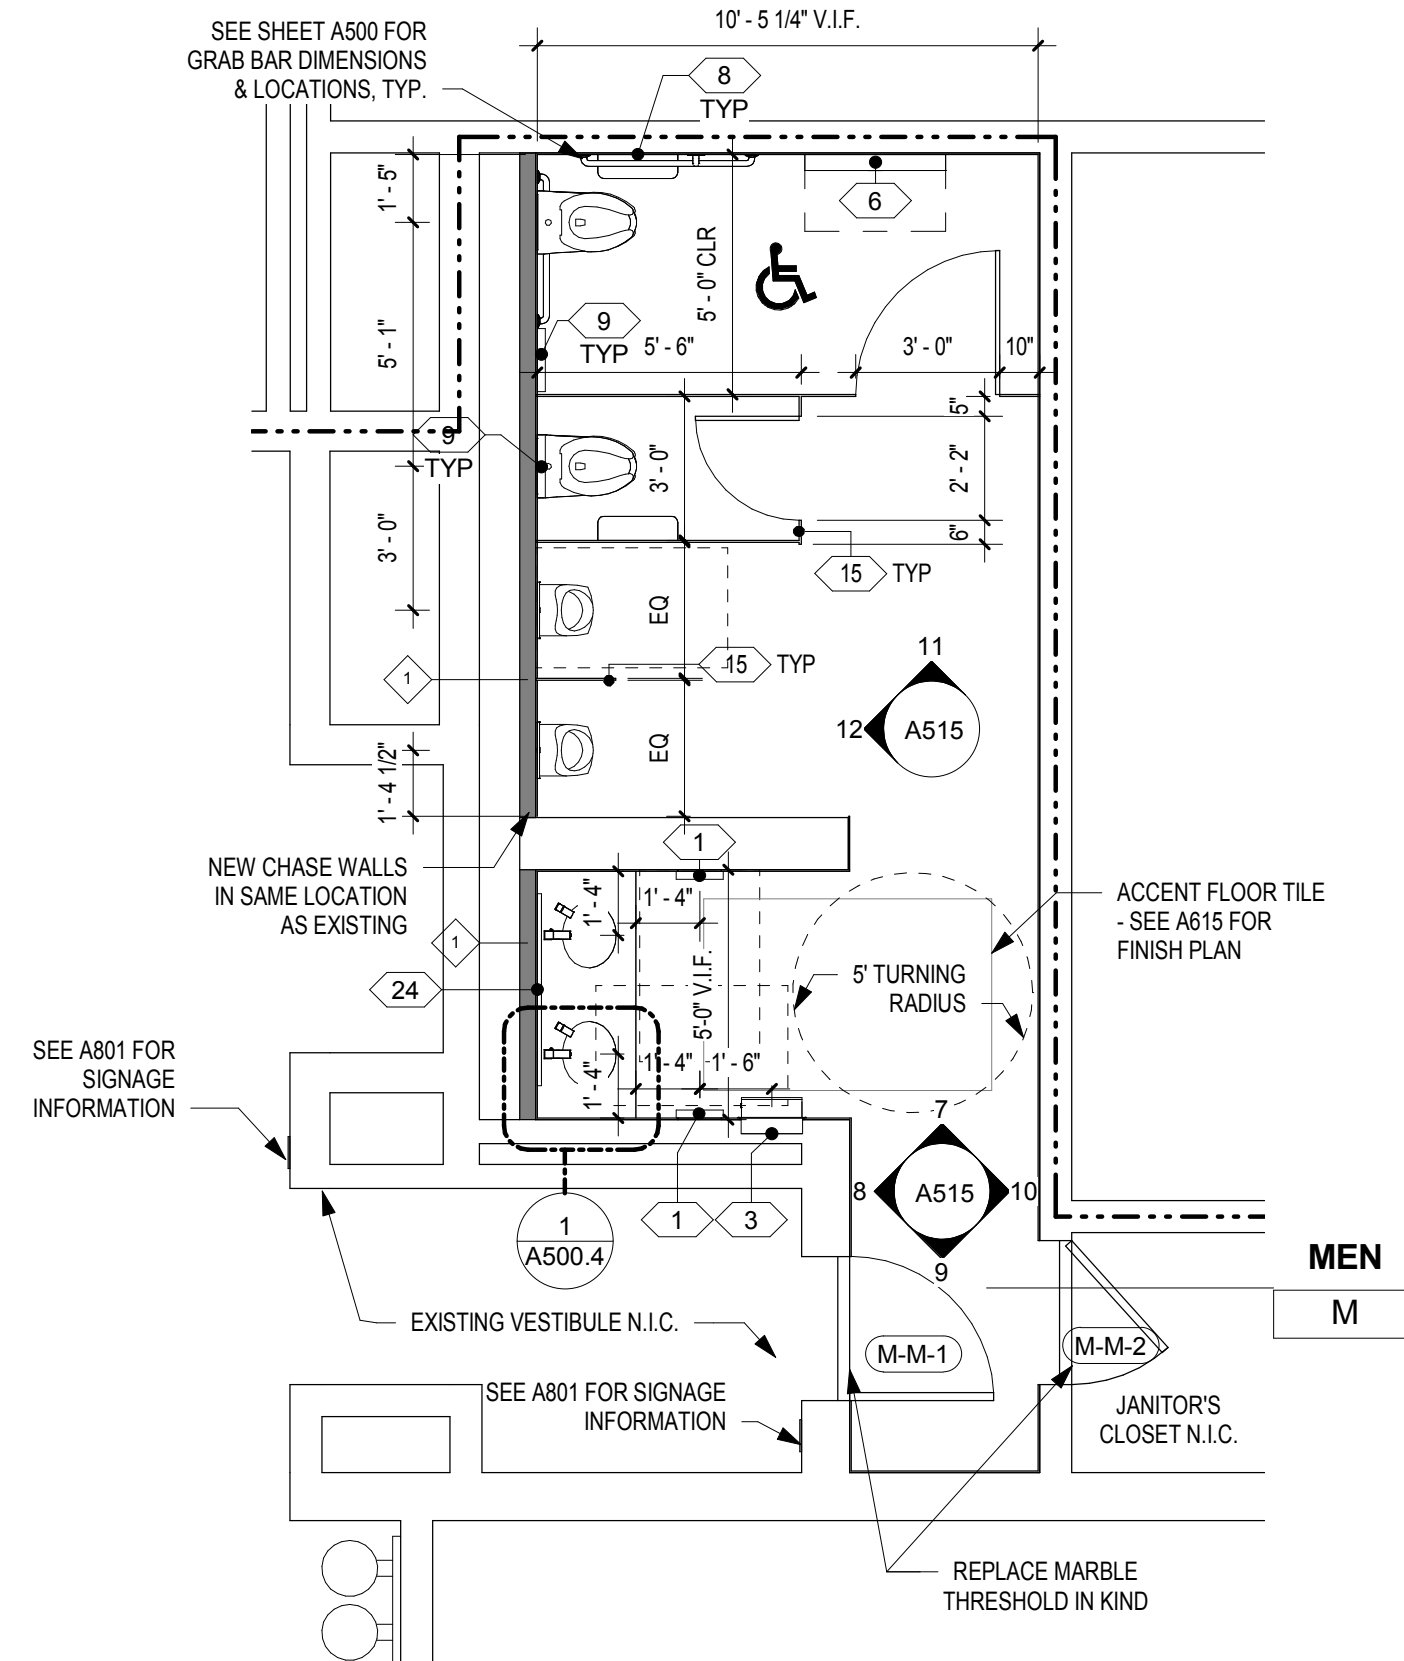 10' - 5 1/4" V.I.F.
SEE SHEET A500 FOR
GRAB BAR DIMENSIONS
& LOCATIONS, TYP.
8
TYP
6
1' - 5"
5' - 0" CLR
9
TYP
5' - 6"
3' - 0"
10"
5' - 1"
5"
9
TYP
3' - 0"
2' - 2"
6"
3' - 0"
15
TYP
EQ
15
TYP
1
11
12
A515
EQ
1' - 4 1/2"
1
NEW CHASE WALLS
IN SAME LOCATION
AS EXISTING
1' - 4"
1' - 4"
ACCENT FLOOR TILE
- SEE A615 FOR
FINISH PLAN
1
24
5'-0" V.I.F.
5' TURNING
RADIUS
SEE A801 FOR
SIGNAGE
INFORMATION
1' - 4"
1' - 4"
1' - 6"
7
8
A515
10
9
1
3
1
A500.4
MEN
M
EXISTING VESTIBULE N.I.C.
M-M-1
M-M-2
SEE A801 FOR SIGNAGE
INFORMATION
JANITOR'S
CLOSET N.I.C.
REPLACE MARBLE
THRESHOLD IN KIND